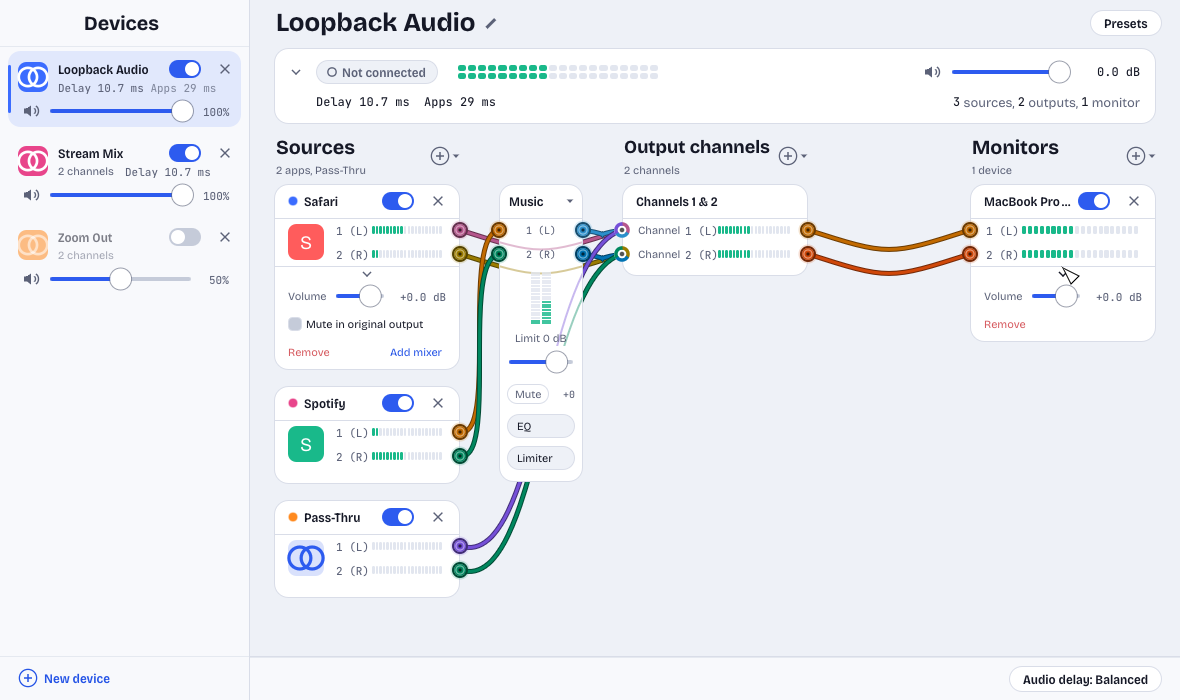 Devices
Loopback Audio
Delay 10.7 ms Apps 29 ms
100%
Stream Mix
2 channels Delay 10.7 ms
100%
Zoom Out
2 channels
50%
New device
Loopback Audio
Presets
Not connected
0.0 dB
Delay 10.7 ms Apps 29 ms
3 sources, 2 outputs, 1 monitor
Sources
2 apps, Pass-Thru
Safari
S
1 (L)
2 (R)
Volume
+0.0 dB
Mute in original output
Remove
Add mixer
Spotify
S
1 (L)
2 (R)
Pass-Thru
1 (L)
2 (R)
Music
1 (L)
2 (R)
Limit 0 dB
Mute
+0
EQ
Limiter
Output channels
2 channels
Channels 1 & 2
Channel 1 (L)
Channel 2 (R)
Monitors
1 device
MacBook Pro ...
1 (L)
2 (R)
Volume
+0.0 dB
Remove
Audio delay: Balanced